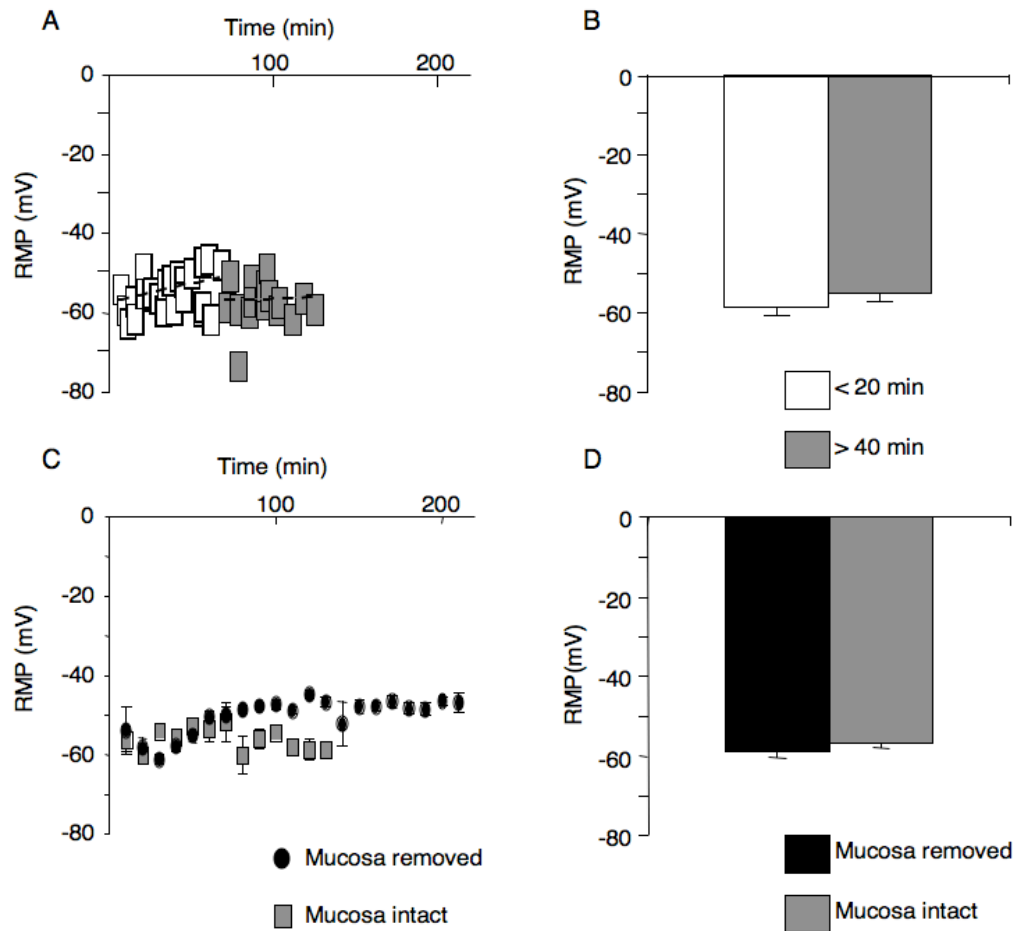 A
Time (min)
100 200
0
-20
-40
-60
-80
RMP (mV)
B
0
-20
-40
-60
-80
RMP (mV)
< 20 min
> 40 min
C
Time (min)
100 200
0
-20
-40
-60
-80
RMP (mV)
Mucosa removed
Mucosa intact
D
0
-20
-40
-60
-80
RMP(mV)
Mucosa removed
Mucosa intact